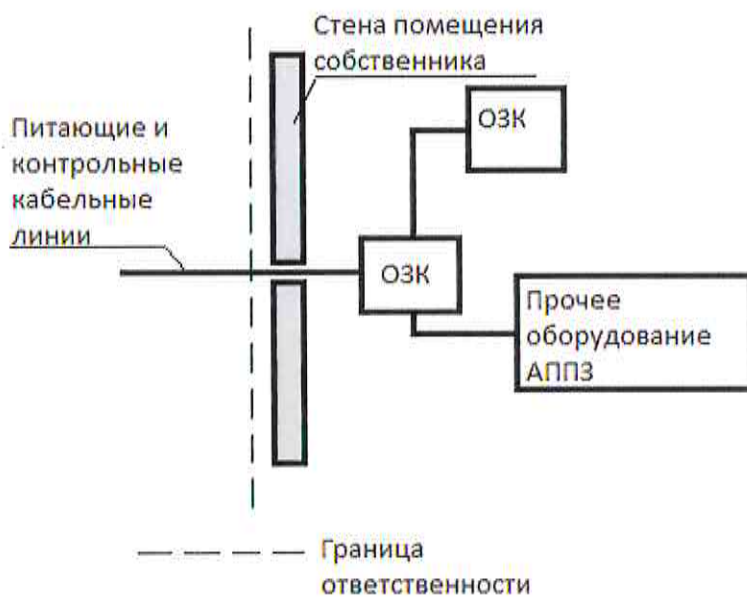 Стена помещения
собственника
Питающие и
контрольные
кабельные
линии
ОЗК
ОЗК
Прочее
оборудование
АППЗ
Граница
ответственности